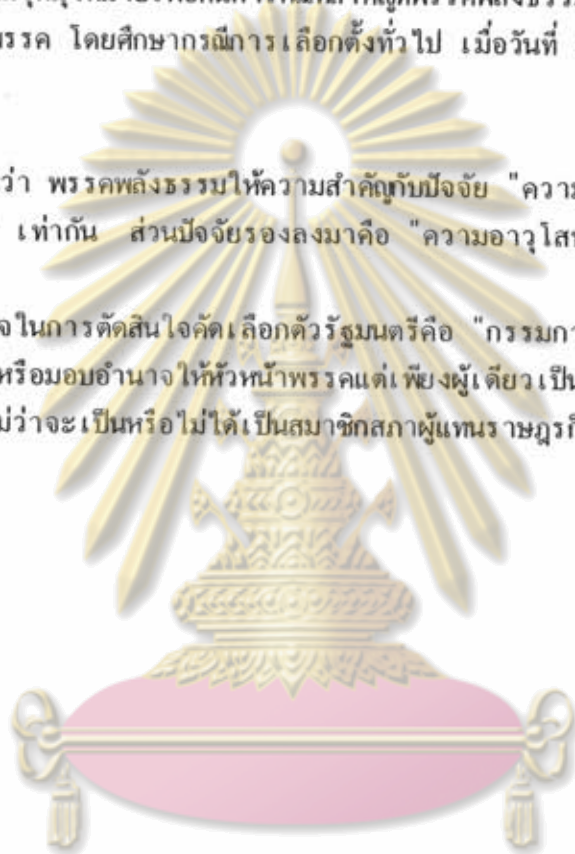 พรรค โดยศึกษากรณีการเลือกตั้งทั่วไป เมื่อวันที่
ว่า พรรคพลังธรรมให้ความสำคัญกับปัจจัย "ความ
เท่ากัน ส่วนปัจจัยรองลงมาคือ "ความอาวุโส
ในการตัดสินใจคัดเลือกตัวรัฐมนตรีคือ "กรรมกา
หรือมอบอำนาจให้หัวหน้าพรรคแต่เพียงผู้เดียวเป็น
ไม่ว่าจะเป็นหรือไม่ได้เป็นสมาชิกสภาผู้แทนราษฎร